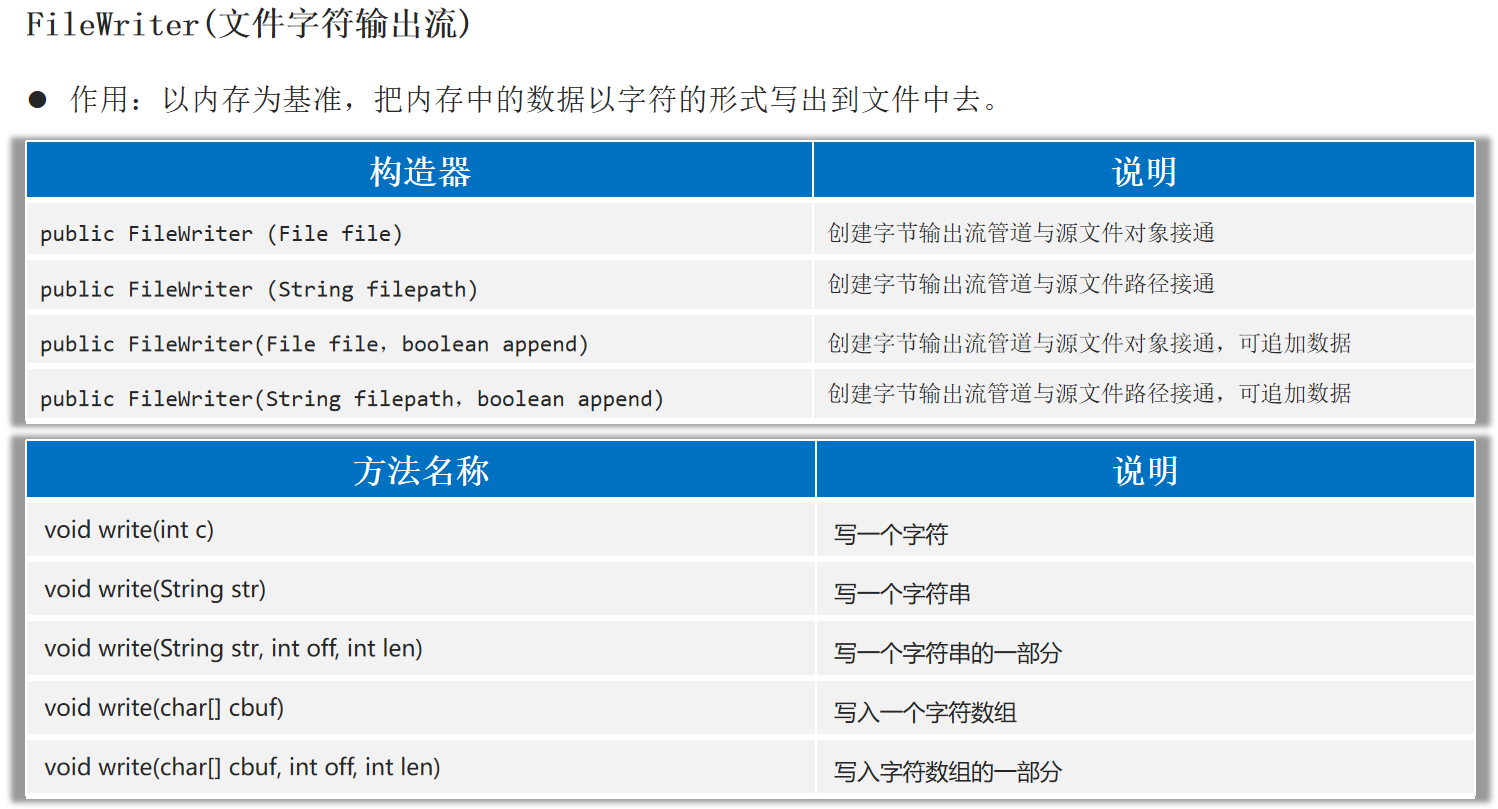 FileWriter(文件字符输出流)
● 作用：以内存为基准，把内存中的数据以字符的形式写出到文件中去。
构造器 说明
public FileWriter (File file) 创建字节输出流管道与源文件对象接通
public FileWriter (String filepath) 创建字节输出流管道与源文件路径接通
public FileWriter(File file，boolean append) 创建字节输出流管道与源文件对象接通，可追加数据
public FileWriter(String filepath，boolean append) 创建字节输出流管道与源文件路径接通，可追加数据
方法名称 说明
void write(int c) 写一个字符
void write(String str) 写一个字符串
void write(String str, int off, int len) 写一个字符串的一部分
void write(char[] cbuf) 写入一个字符数组
void write(char[] cbuf, int off, int len) 写入字符数组的一部分